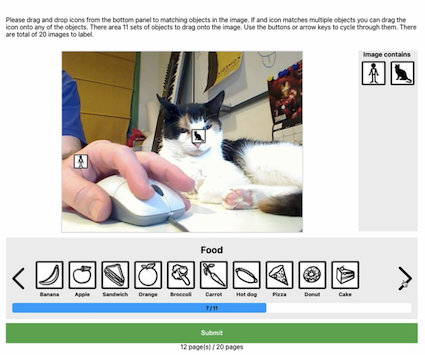 Please drag and drop icons from the bottom panel to matching objects in the image. If and icon matches multiple objects you can drag the
icon onto any of the objects. There area 11 sets of objects to drag onto the image. Use the buttons or arrow keys to cycle through them. There
are total of 20 images to label.
Image contains
Food
Banana Apple Sandwich Orange Broccoli Carrot Hot dog Pizza Donut Cake
7 / 11
Submit
12 page(s) / 20 pages